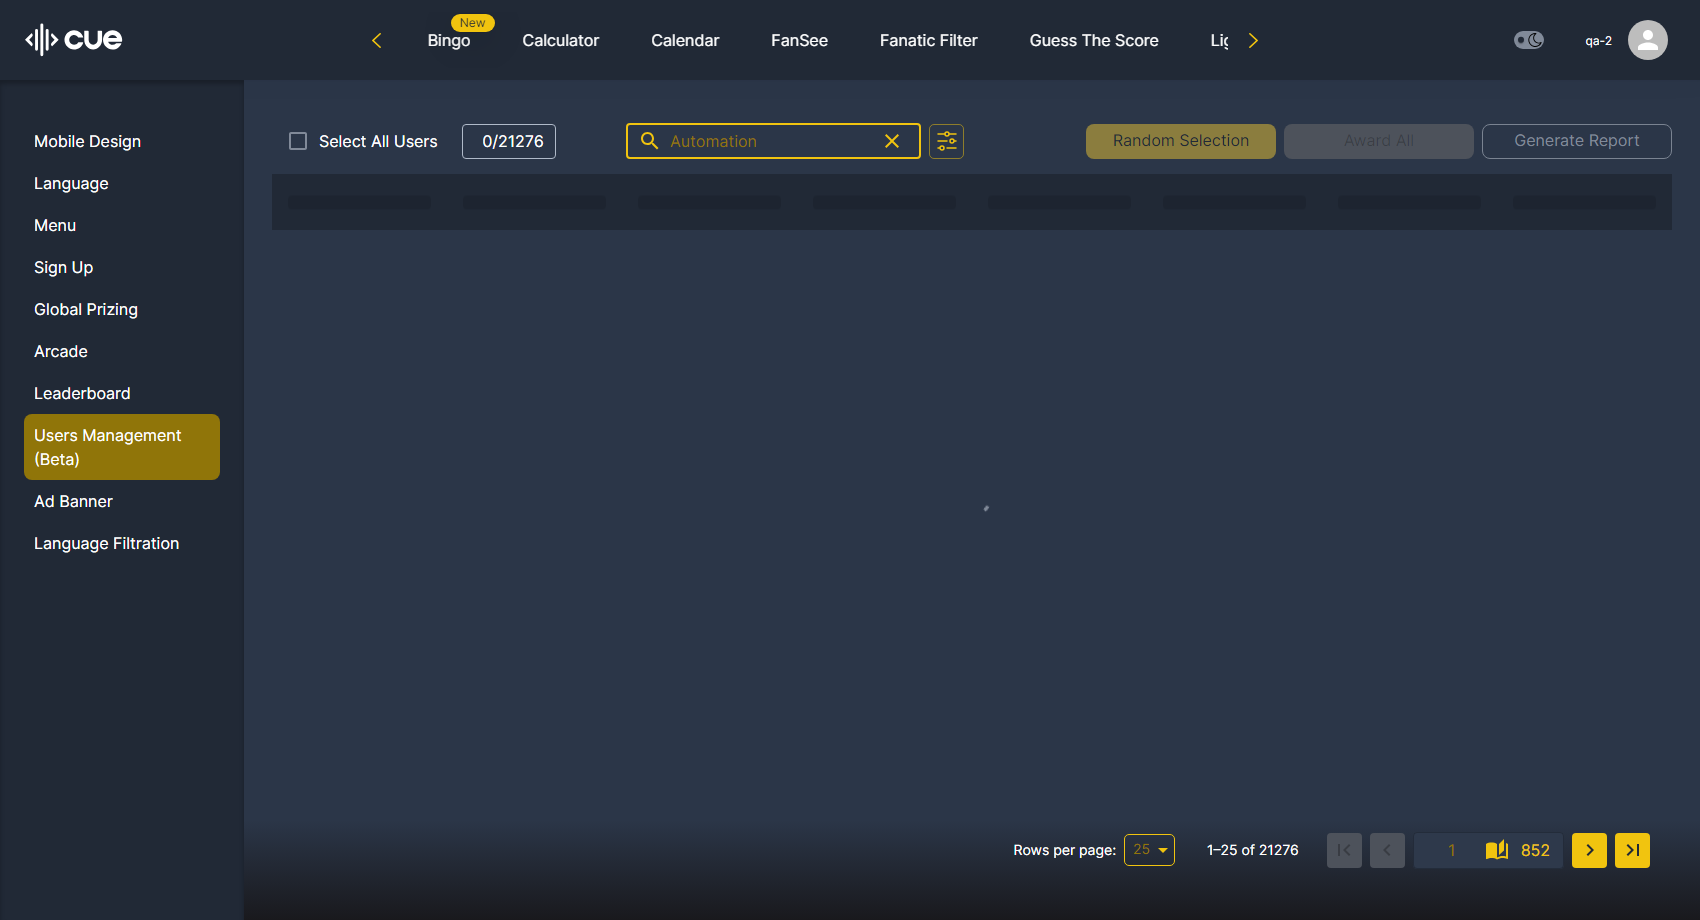 cue
New
Bingo
Calculator
Calendar
FanSee
Fanatic Filter
Guess The Score
qa-2
Mobile Design
Language
Menu
Sign Up
Global Prizing
Arcade
Leaderboard
Users Management
(Beta)
Ad Banner
Language Filtration
Select All Users
0/21276
Automation
Random Selection
Award All
Generate Report
Rows per page:
25
1–25 of 21276
1
852